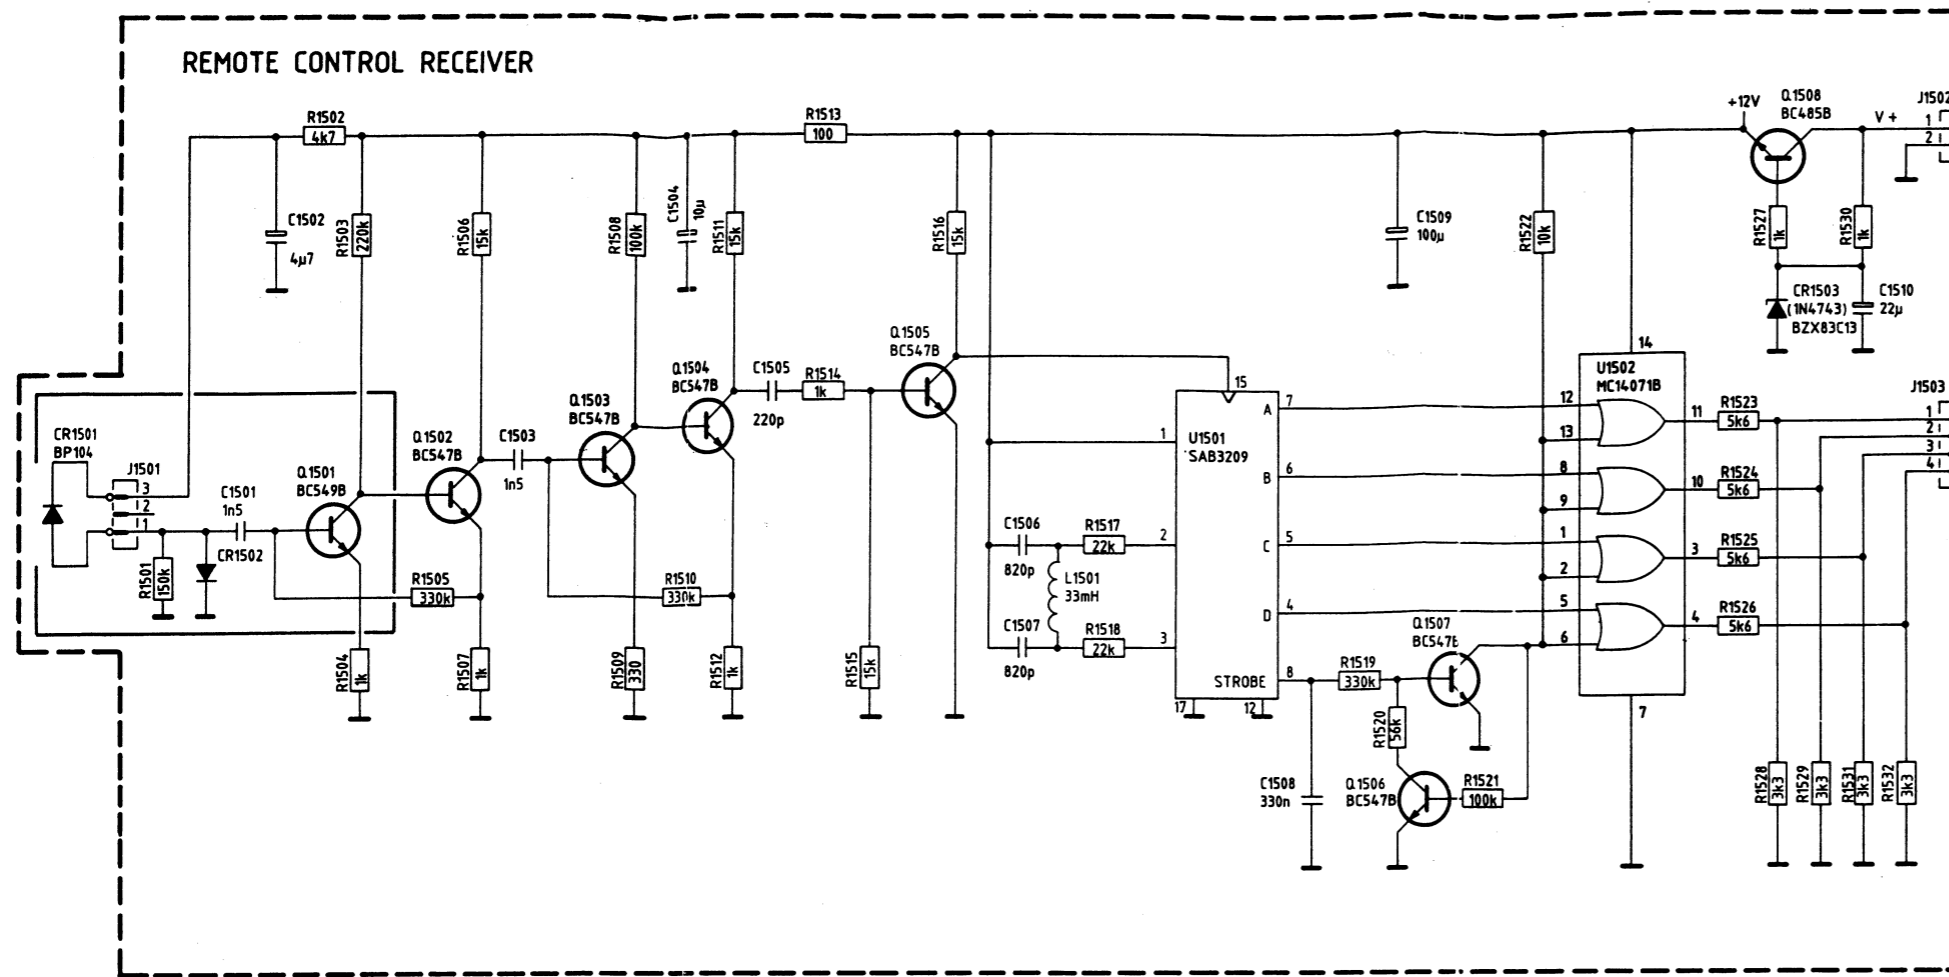 REMOTE CONTROL RECEIVER
R1502
4k7
R1513
100
+12V
Q1508
BC485B
V+
J1502
1
2
C1502
4µ7
R1503
220k
R1506
15k
R1508
100k
C1504
10µ
R1511
15k
R1516
15k
C1509
100µ
R1522
10k
R1527
1k
R1530
1k
CR1503
(1N4743)
BZX83C13
C1510
22µ
CR1501
BP104
J1501
3
2
1
C1501
1n5
CR1502
R1501
150k
Q1501
BC549B
Q1502
BC547B
C1503
1n5
Q1503
BC547B
Q1504
BC547B
C1505
220p
R1514
1k
Q1505
BC547B
R1505
330k
R1510
330k
R1504
1k
R1507
1k
R1509
330
R1512
1k
R1515
15k
C1506
820p
R1517
22k
L1501
33mH
C1507
820p
R1518
22k
15
1
U1501
SAB3209
2
3
A
7
B
6
C
5
D
4
STROBE
8
17
12
R1519
330k
R1520
56k
C1508
330n
Q1506
BC547B
R1521
100k
Q1507
BC547B
14
U1502
MC14071B
12
13
11
8
9
10
1
2
3
5
6
4
7
R1523
5k6
R1524
5k6
R1525
5k6
R1526
5k6
J1503
1
2
3
4
R1528
3k3
R1529
3k3
R1531
3k3
R1532
3k3